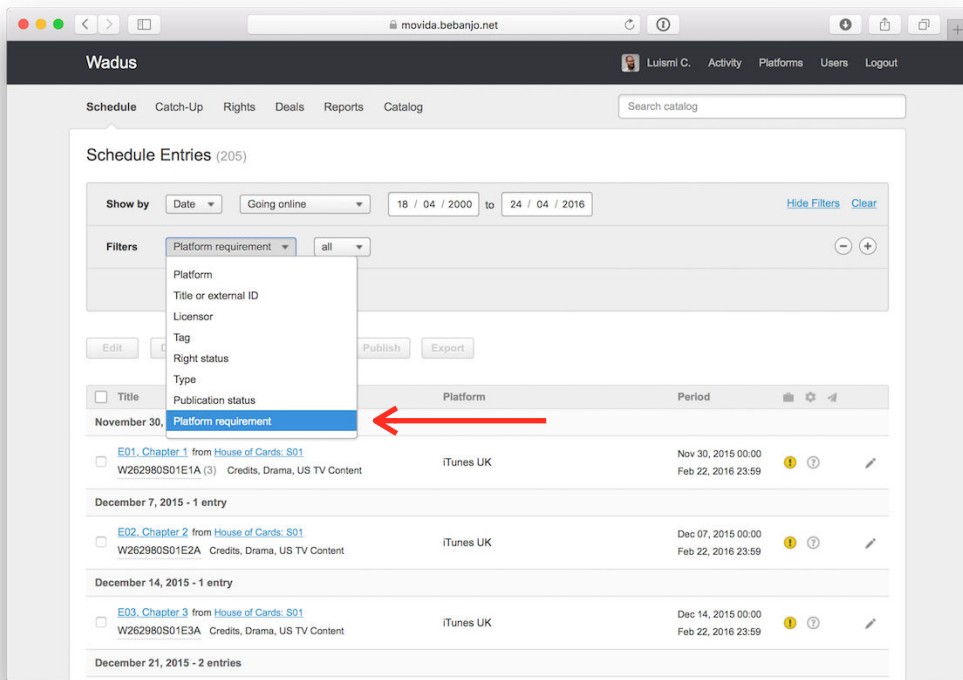 movida.bebanjo.net
Wadus
Luismi C. Activity Platforms Users Logout
Schedule Catch-Up Rights Deals Reports Catalog
Search catalog
Schedule Entries (205)
Show by Date Going online 18 / 04 / 2000 to 24 / 04 / 2016 Hide Filters Clear
Filters Platform requirement all
Platform
Title or external ID
Licensor
Tag
Right status
Type
Publication status
Platform requirement
Edit Publish Export
Title Platform Period
November 30,
E01, Chapter 1 from House of Cards: S01
W262980S01E1A (3) Credits, Drama, US TV Content
iTunes UK
Nov 30, 2015 00:00
Feb 22, 2016 23:59
December 7, 2015 - 1 entry
E02, Chapter 2 from House of Cards: S01
W262980S01E2A Credits, Drama, US TV Content
iTunes UK
Dec 07, 2015 00:00
Feb 22, 2016 23:59
December 14, 2015 - 1 entry
E03, Chapter 3 from House of Cards: S01
W262980S01E3A Credits, Drama, US TV Content
iTunes UK
Dec 14, 2015 00:00
Feb 22, 2016 23:59
December 21, 2015 - 2 entries